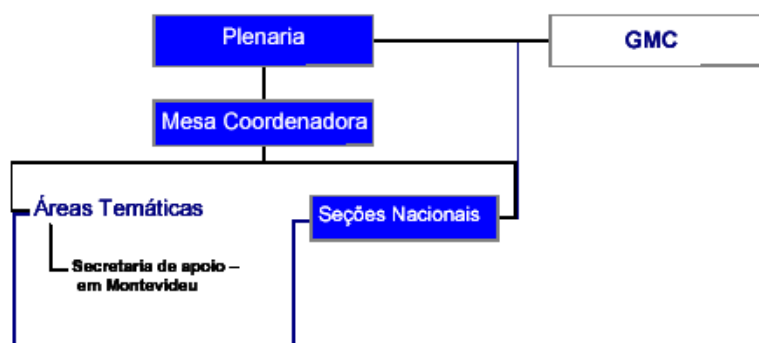 Plenaria
GMC
Mesa Coordenadora
Áreas Temáticas
Seções Nacionais
Secretaria de apoio –
em Montevideu